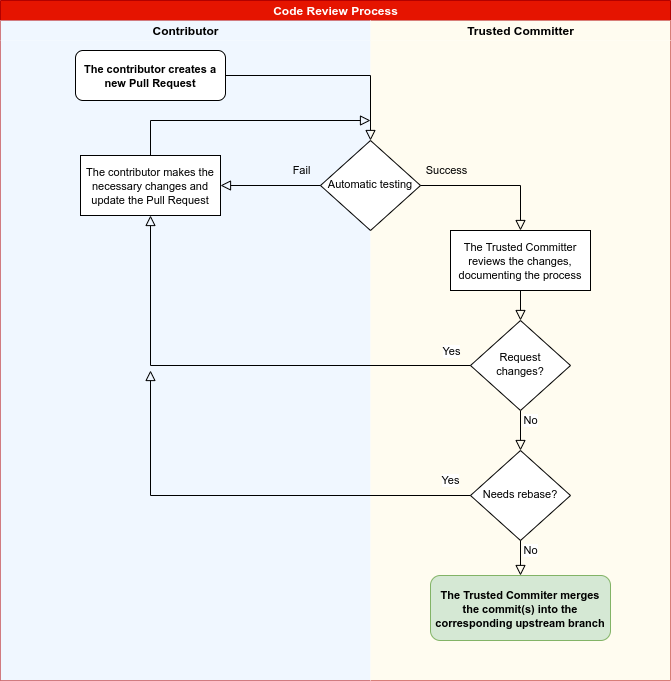 Code Review Process
Contributor
Trusted Committer
The contributor creates a
new Pull Request
The contributor makes the
necessary changes and
update the Pull Request
Fail
Automatic testing
Success
The Trusted Committer
reviews the changes,
documenting the process
Yes
Request
changes?
No
Yes
Needs rebase?
No
The Trusted Commiter merges
the commit(s) into the
corresponding upstream branch